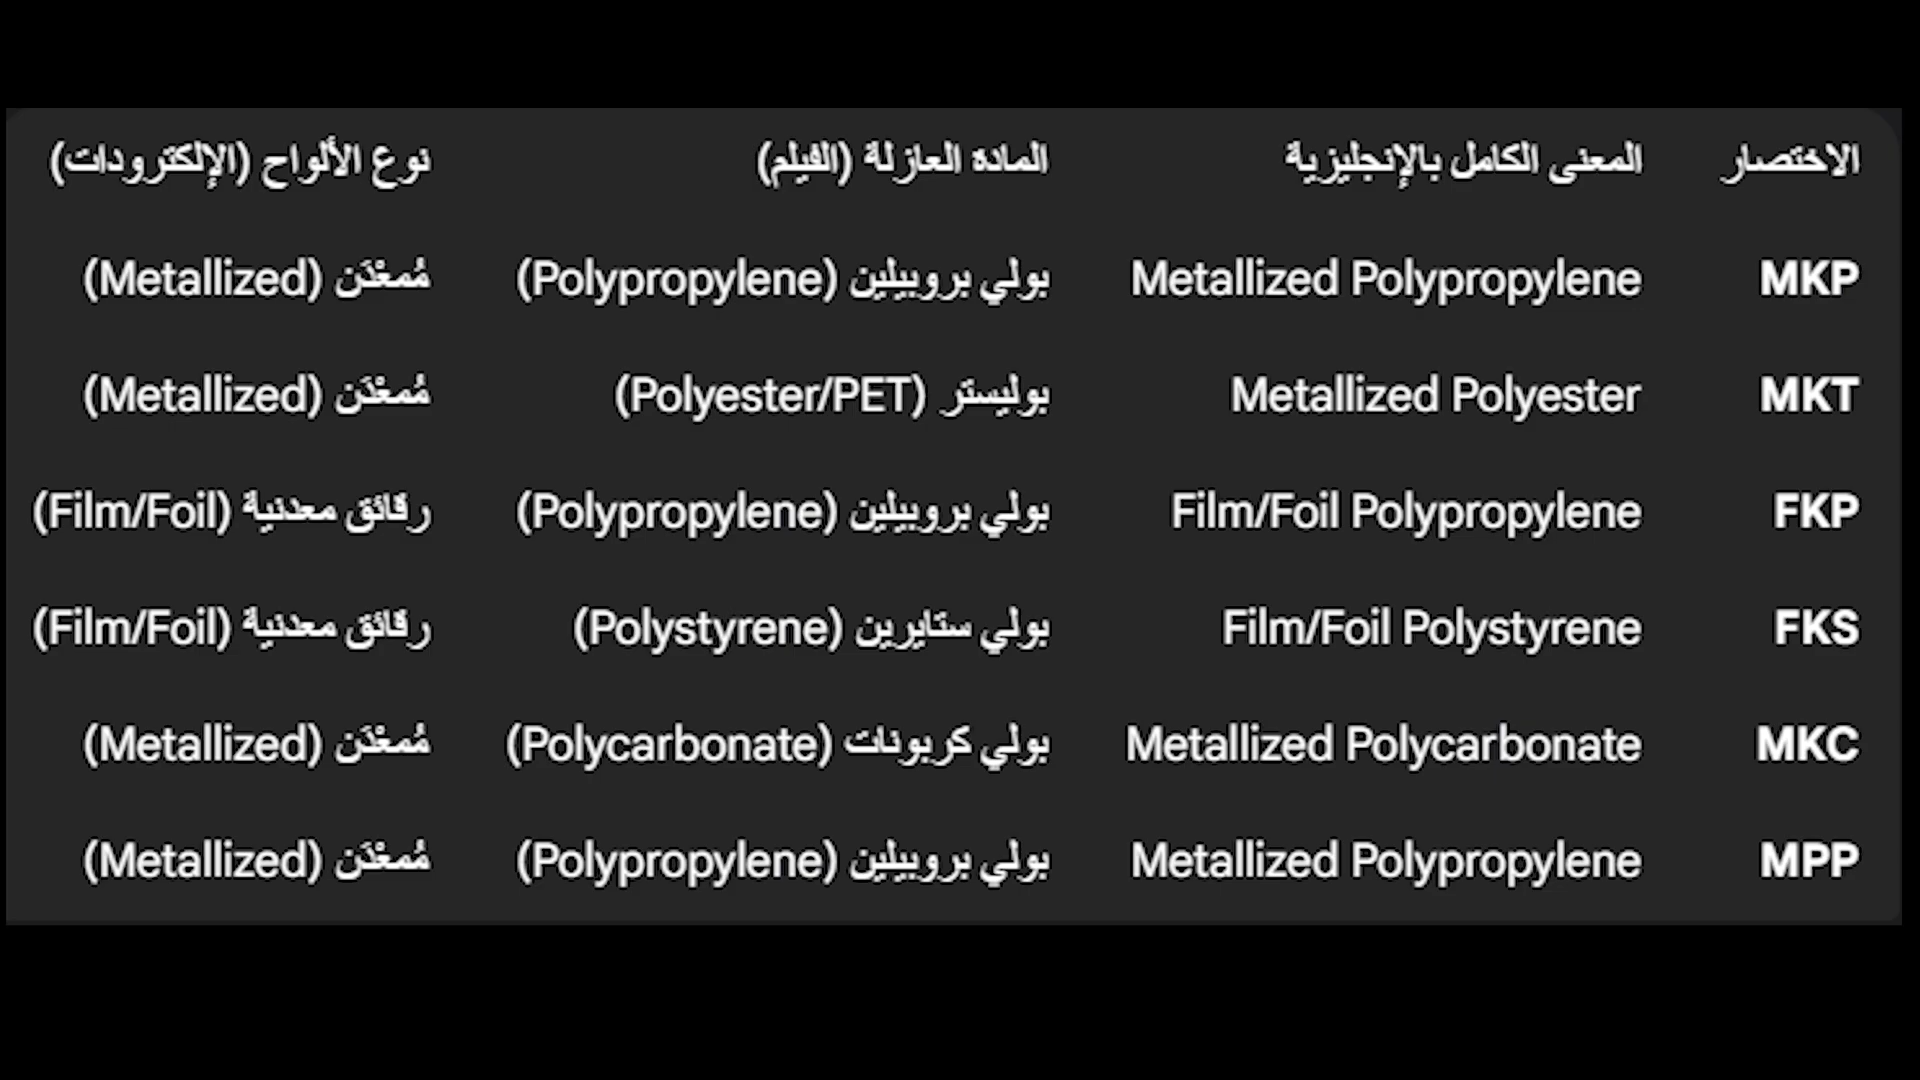 الاختصار المعنى الكامل بالإنجليزية المادة العازلة (الفيلم) نوع الألواح (الإلكترودات)
MKP Metallized Polypropylene بولي بروبيلين (Polypropylene) مُمعْدَن (Metallized)
MKT Metallized Polyester بوليستر (Polyester/PET) مُمعْدَن (Metallized)
FKP Film/Foil Polypropylene بولي بروبيلين (Polypropylene) رقائق معدنية (Film/Foil)
FKS Film/Foil Polystyrene بولي ستايرين (Polystyrene) رقائق معدنية (Film/Foil)
MKC Metallized Polycarbonate بولي كربونات (Polycarbonate) مُمعْدَن (Metallized)
MPP Metallized Polypropylene بولي بروبيلين (Polypropylene) مُمعْدَن (Metallized)